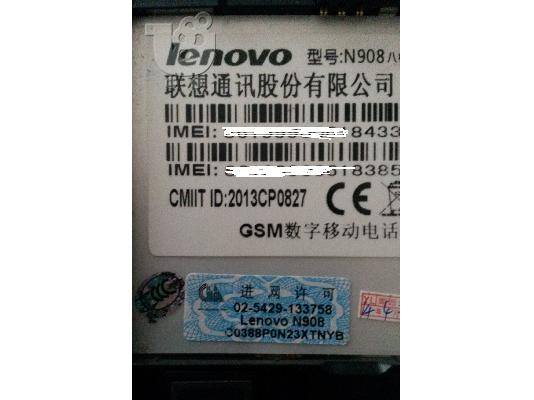 lenovo 型号:N908
联想通讯股份有限公司
IMEI: 8433
IMEI: 8385
CMIIT ID:2013CP0827 CE
GSM数字移动电话
进网许可
02-5429-133758
Lenovo N908
C0388P0N23XTNYB